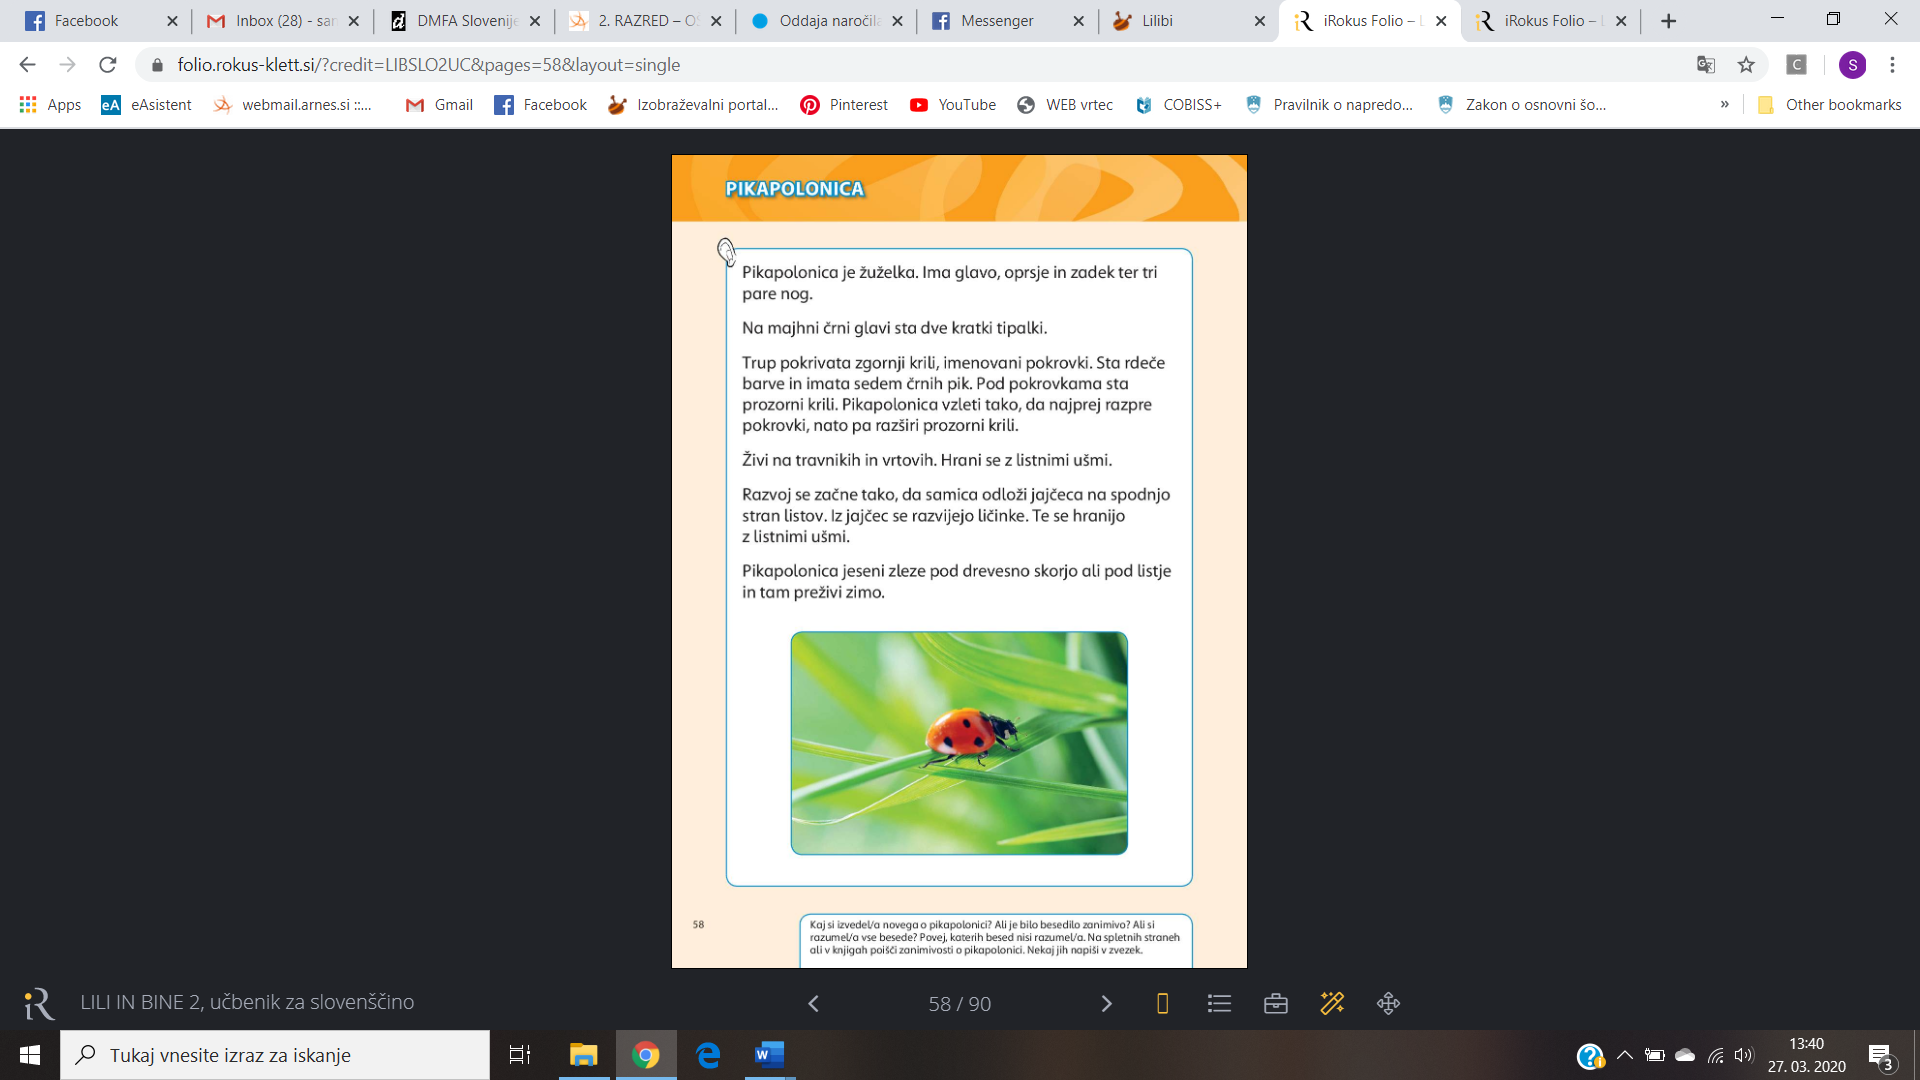 Facebook
Inbox (28) - sar
DMFA Slovenije
2. RAZRED – OŠ
Oddaja naročila
Messenger
Lilibi
iRokus Folio – L
iRokus Folio – L
folio.rokus-klett.si/?credit=LIBSLO2UC&pages=58&layout=single
C
S
Apps
eA eAsistent
webmail.arnes.si ::...
Gmail
Facebook
Izobraževalni portal...
Pinterest
YouTube
WEB vrtec
COBISS+
Pravilnik o napredo...
Zakon o osnovni šo...
»
Other bookmarks
PIKAPOLONICA
Pikapolonica je žuželka. Ima glavo, oprsje in zadek ter tri
pare nog.
Na majhni črni glavi sta dve kratki tipalki.
Trup pokrivata zgornji krili, imenovani pokrovki. Sta rdeče
barve in imata sedem črnih pik. Pod pokrovkama sta
prozorni krili. Pikapolonica vzleti tako, da najprej razpre
pokrovki, nato pa razširi prozorni krili.
Živi na travnikih in vrtovih. Hrani se z listnimi ušmi.
Razvoj se začne tako, da samica odloži jajčeca na spodnjo
stran listov. Iz jajčec se razvijejo ličinke. Te se hranijo
z listnimi ušmi.
Pikapolonica jeseni zleze pod drevesno skorjo ali pod listje
in tam preživi zimo.
58
Kaj si izvedel/a novega o pikapolonici? Ali je bilo besedilo zanimivo? Ali si
razumel/a vse besede? Povej, katerih besed nisi razumel/a. Na spletnih straneh
ali v knjigah poišči zanimivosti o pikapolonici. Nekaj jih napiši v zvezek.
iR
LILI IN BINE 2, učbenik za slovenščino
58 / 90
Tukaj vnesite izraz za iskanje
13:40
27. 03. 2020
3